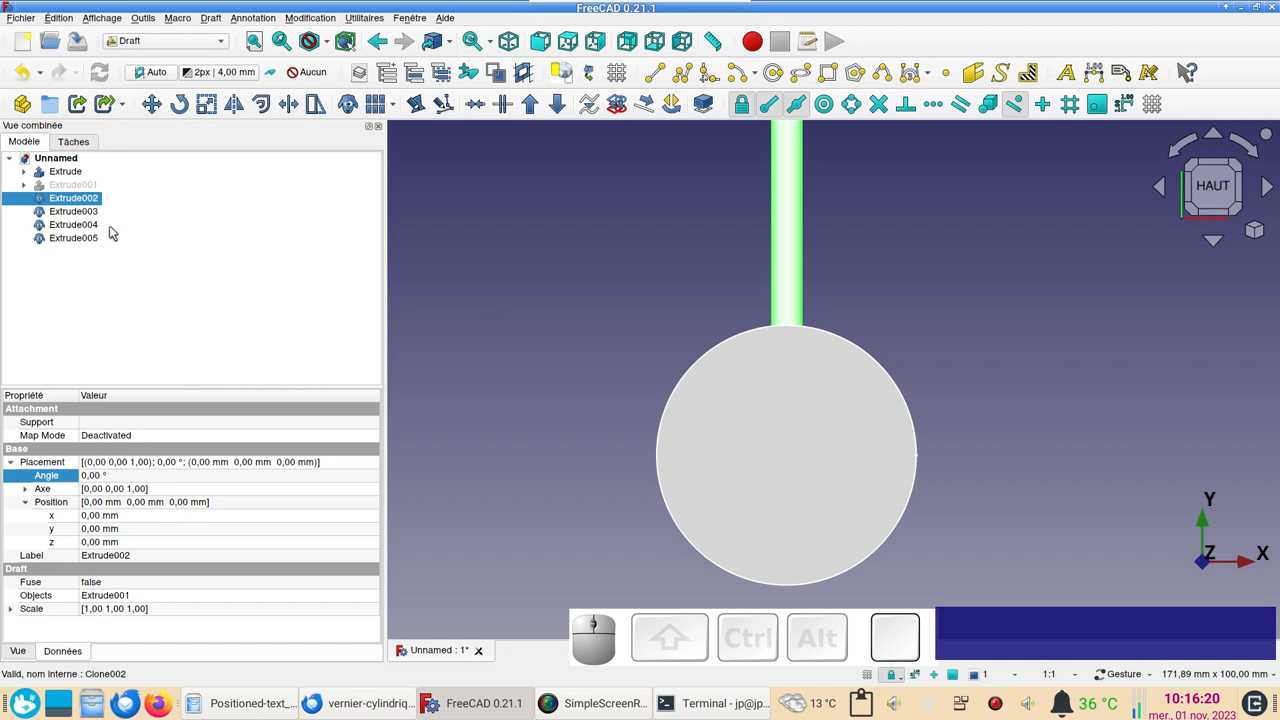 FreeCAD 0.21.1
Fichier Édition Affichage Outils Macro Draft Annotation Modification Utilitaires Fenêtre Aide
Draft
Auto 2px | 4,00 mm Aucun
Vue combinée
Modèle Tâches
Unnamed
Extrude
Extrude001
Extrude002
Extrude003
Extrude004
Extrude005
HAUT
Propriété Valeur
Attachment
Support
Map Mode Deactivated
Base
Placement [(0,00 0,00 1,00); 0,00 °; (0,00 mm 0,00 mm 0,00 mm)]
Angle 0,00 °
Axe [0,00 0,00 1,00]
Position [0,00 mm 0,00 mm 0,00 mm]
x 0,00 mm
y 0,00 mm
z 0,00 mm
Label Extrude002
Draft
Fuse false
Objects Extrude001
Scale [1,00 1,00 1,00]
Y
Z X
Ctrl Alt
Vue Données
Unnamed : 1*
Valid, nom Interne : Clone002
1 1:1 Gesture 171,89 mm × 100,00 mm
Positionetext_ vernier-cylindriq... FreeCAD 0.21.1 SimpleScreenR... Terminal - jp@jp... 13 °C 36 °C
10:16:20
mer., 01 nov. 2023